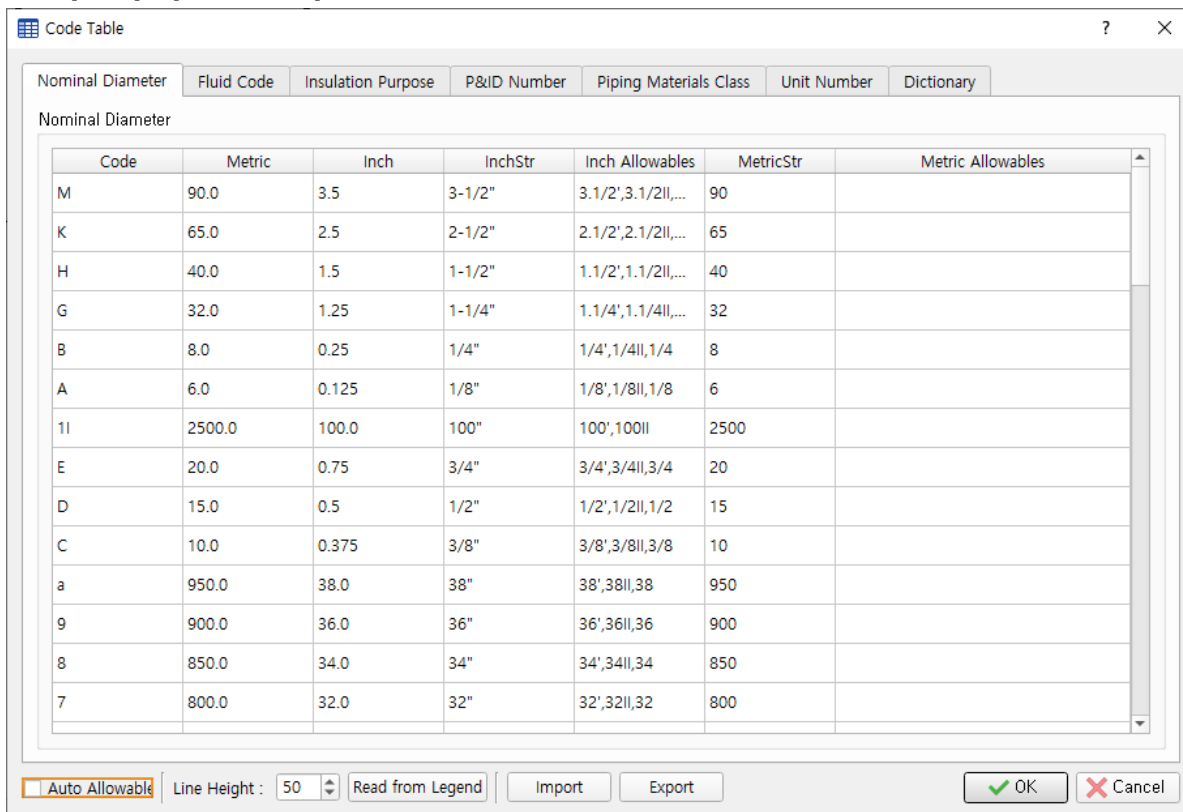 Code Table ?
Nominal Diameter Fluid Code Insulation Purpose P&ID Number Piping Materials Class Unit Number Dictionary
Nominal Diameter
Code Metric Inch InchStr Inch Allowables MetricStr Metric Allowables
M 90.0 3.5 3-1/2" 3.1/2',3.1/2II,... 90
K 65.0 2.5 2-1/2" 2.1/2',2.1/2II,... 65
H 40.0 1.5 1-1/2" 1.1/2',1.1/2II,... 40
G 32.0 1.25 1-1/4" 1.1/4',1.1/4II,... 32
B 8.0 0.25 1/4" 1/4',1/4II,1/4 8
A 6.0 0.125 1/8" 1/8',1/8II,1/8 6
1I 2500.0 100.0 100" 100',100II 2500
E 20.0 0.75 3/4" 3/4',3/4II,3/4 20
D 15.0 0.5 1/2" 1/2',1/2II,1/2 15
C 10.0 0.375 3/8" 3/8',3/8II,3/8 10
a 950.0 38.0 38" 38',38II,38 950
9 900.0 36.0 36" 36',36II,36 900
8 850.0 34.0 34" 34',34II,34 850
7 800.0 32.0 32" 32',32II,32 800
Auto Allowable Line Height : 50 Read from Legend Import Export OK Cancel